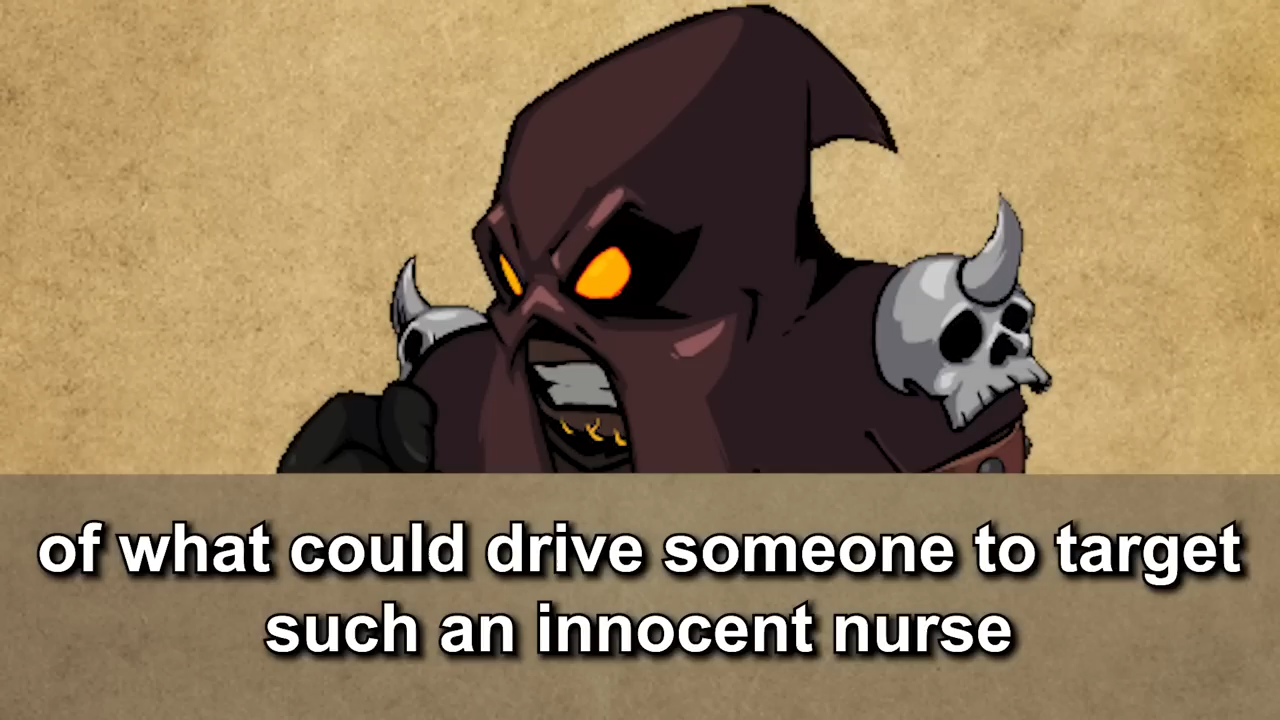 of what could drive someone to target
such an innocent nurse